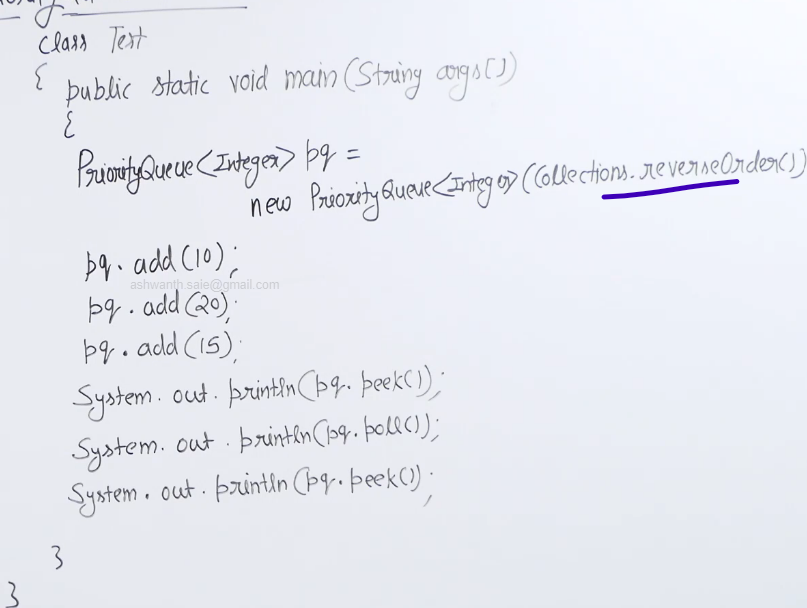 class Test
{ public static void main(String args[])
{
PriorityQueue<Integer> pq =
new PriorityQueue<Integer>(Collections.reverseOrder())
pq.add(10);
ashwanth.sale@gmail.com
pq.add(20);
pq.add(15);
System.out.println(pq.peek());
System.out.println(pq.poll());
System.out.println(pq.peek());
}
}